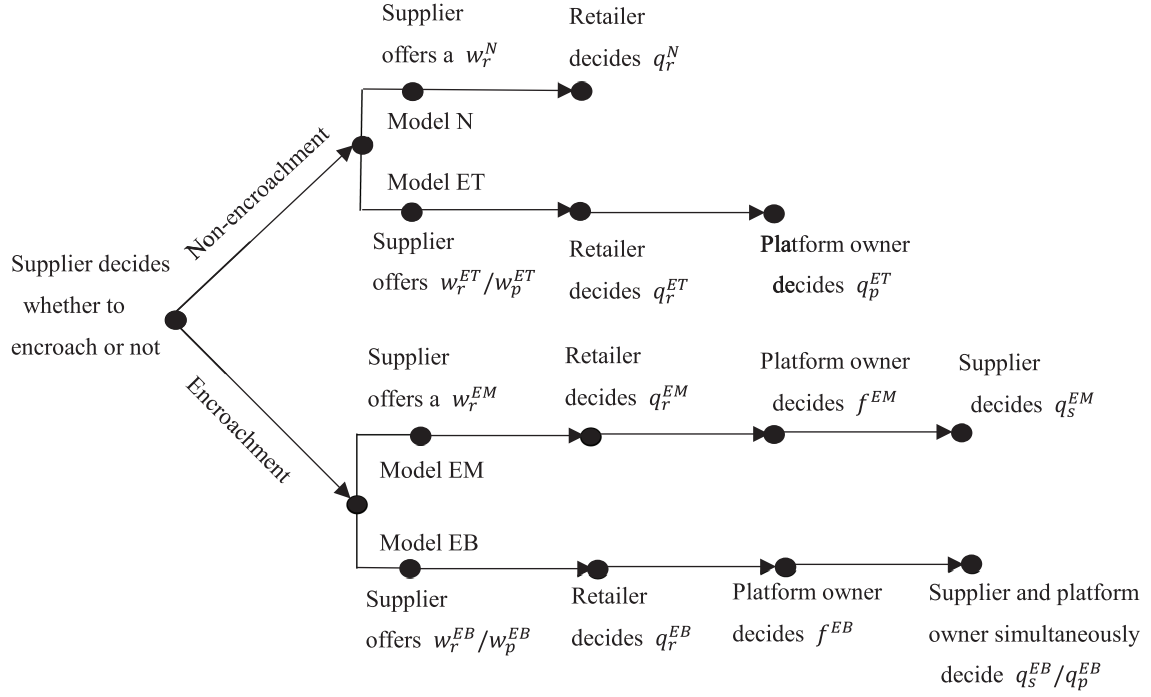 Supplier
offers a w_r^N
Retailer
decides q_r^N
Model N
Non-encroachment
Model ET
Supplier
offers w_r^{ET}/w_p^{ET}
Retailer
decides q_r^{ET}
Platform owner
decides q_p^{ET}
Supplier decides
whether to
encroach or not
Encroachment
Supplier
offers a w_r^{EM}
Retailer
decides q_r^{EM}
Platform owner
decides f^{EM}
Supplier
decides q_s^{EM}
Model EM
Model EB
Supplier
offers w_r^{EB}/w_p^{EB}
Retailer
decides q_r^{EB}
Platform owner
decides f^{EB}
Supplier and platform
owner simultaneously
decide q_s^{EB}/q_p^{EB}